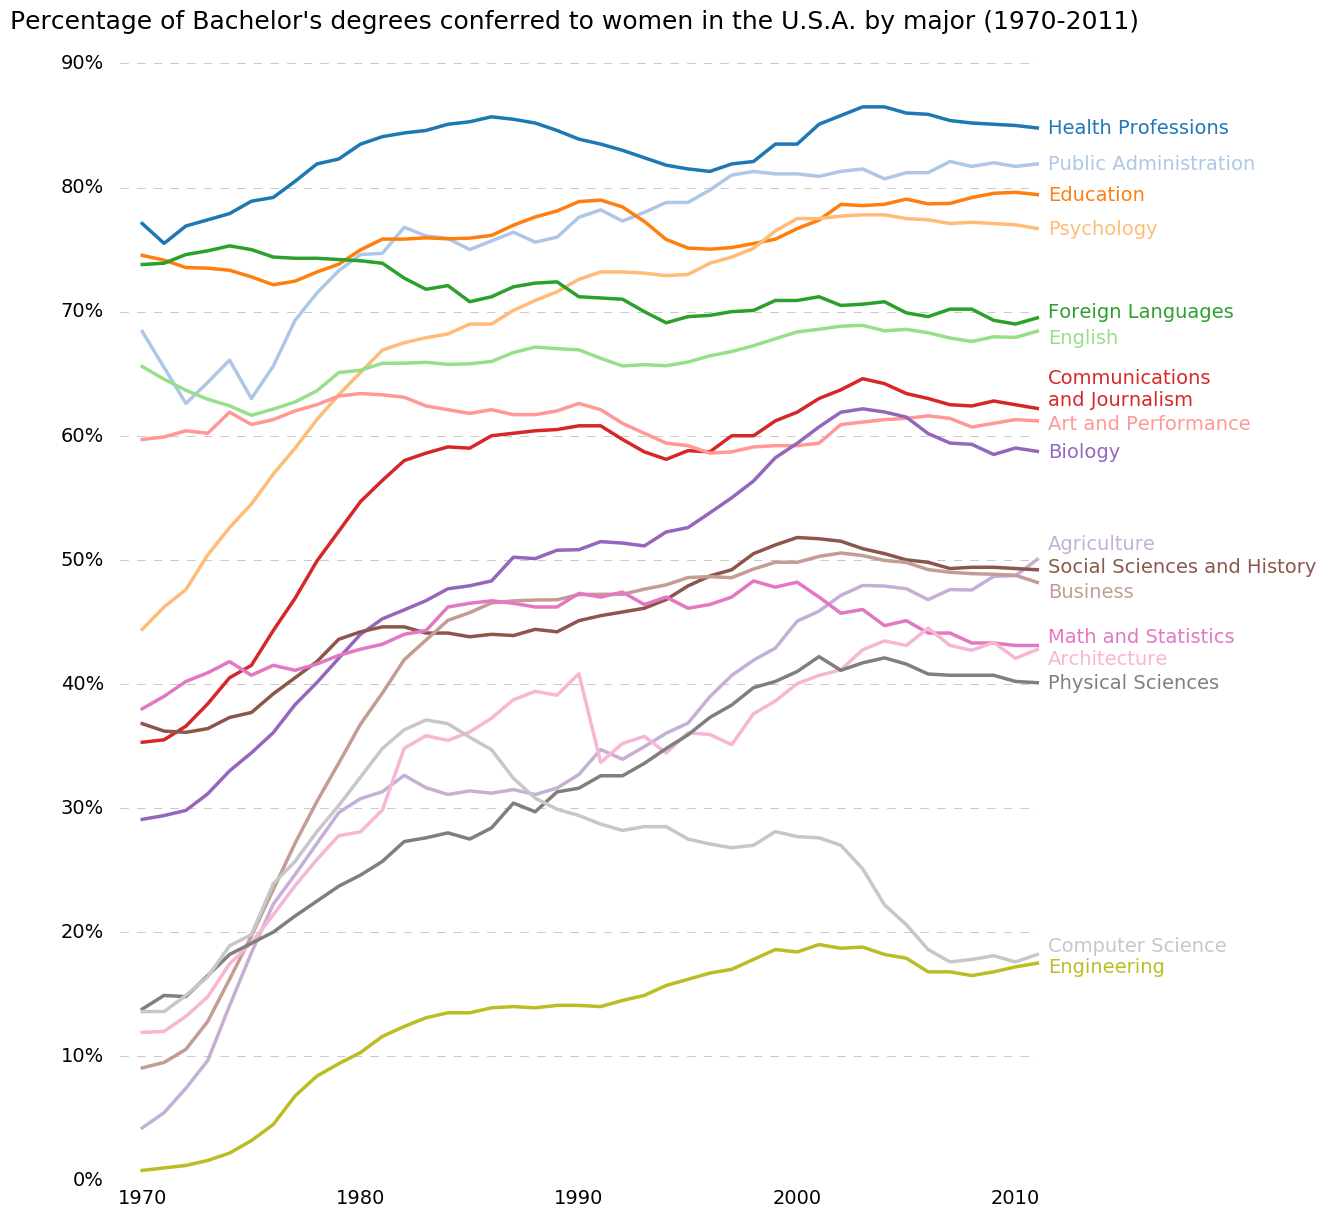 Percentage of Bachelor's degrees conferred to women in the U.S.A. by major (1970-2011)
90%
Health Professions
Public Administration
80%
Education
Psychology
70%
Foreign Languages
English
Communications
and Journalism
60%
Art and Performance
Biology
50%
Agriculture
Social Sciences and History
Business
Math and Statistics
Architecture
40%
Physical Sciences
30%
20%
Computer Science
Engineering
10%
0%
1970 1980 1990 2000 2010